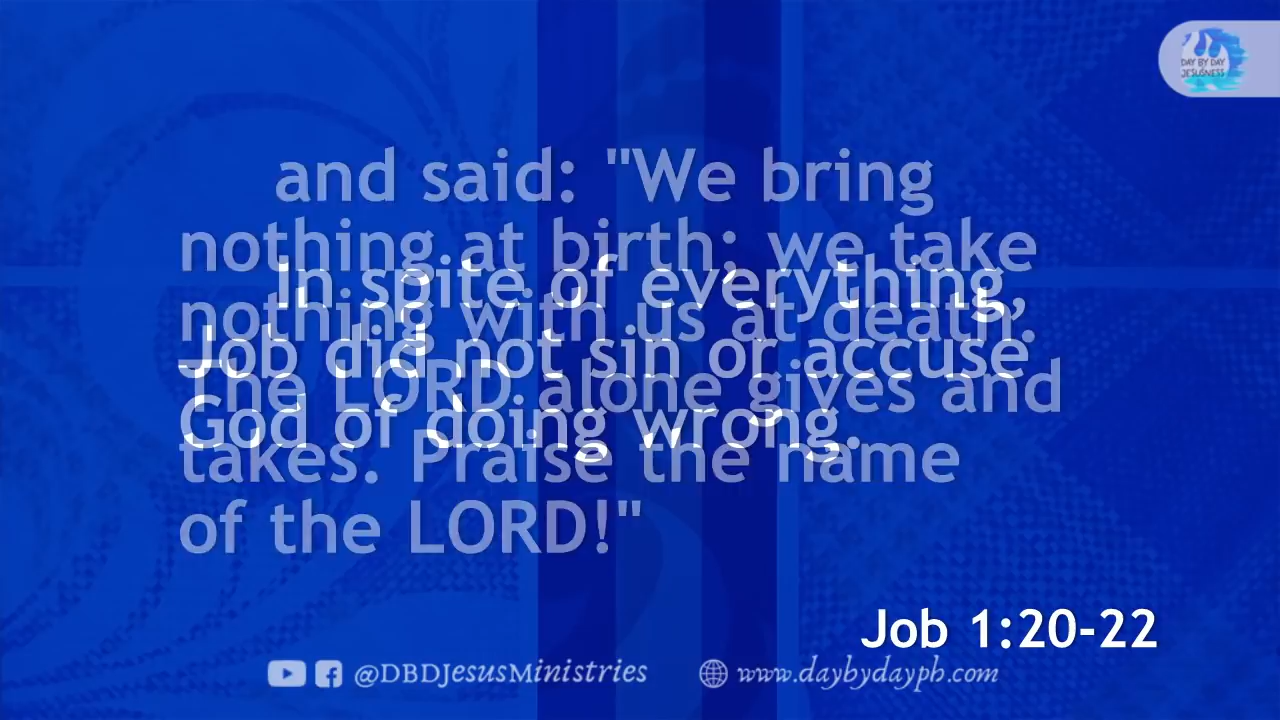 DAY BY DAY
JESUSNESS
and said: "We bring
nothing at birth; we take
nothing with us at death.
The LORD alone gives and
takes. Praise the name
of the LORD!"
In spite of everything,
Job did not sin or accuse
God of doing wrong.
Job 1:20-22
@DBDJesusMinistries
www.daybydayph.com